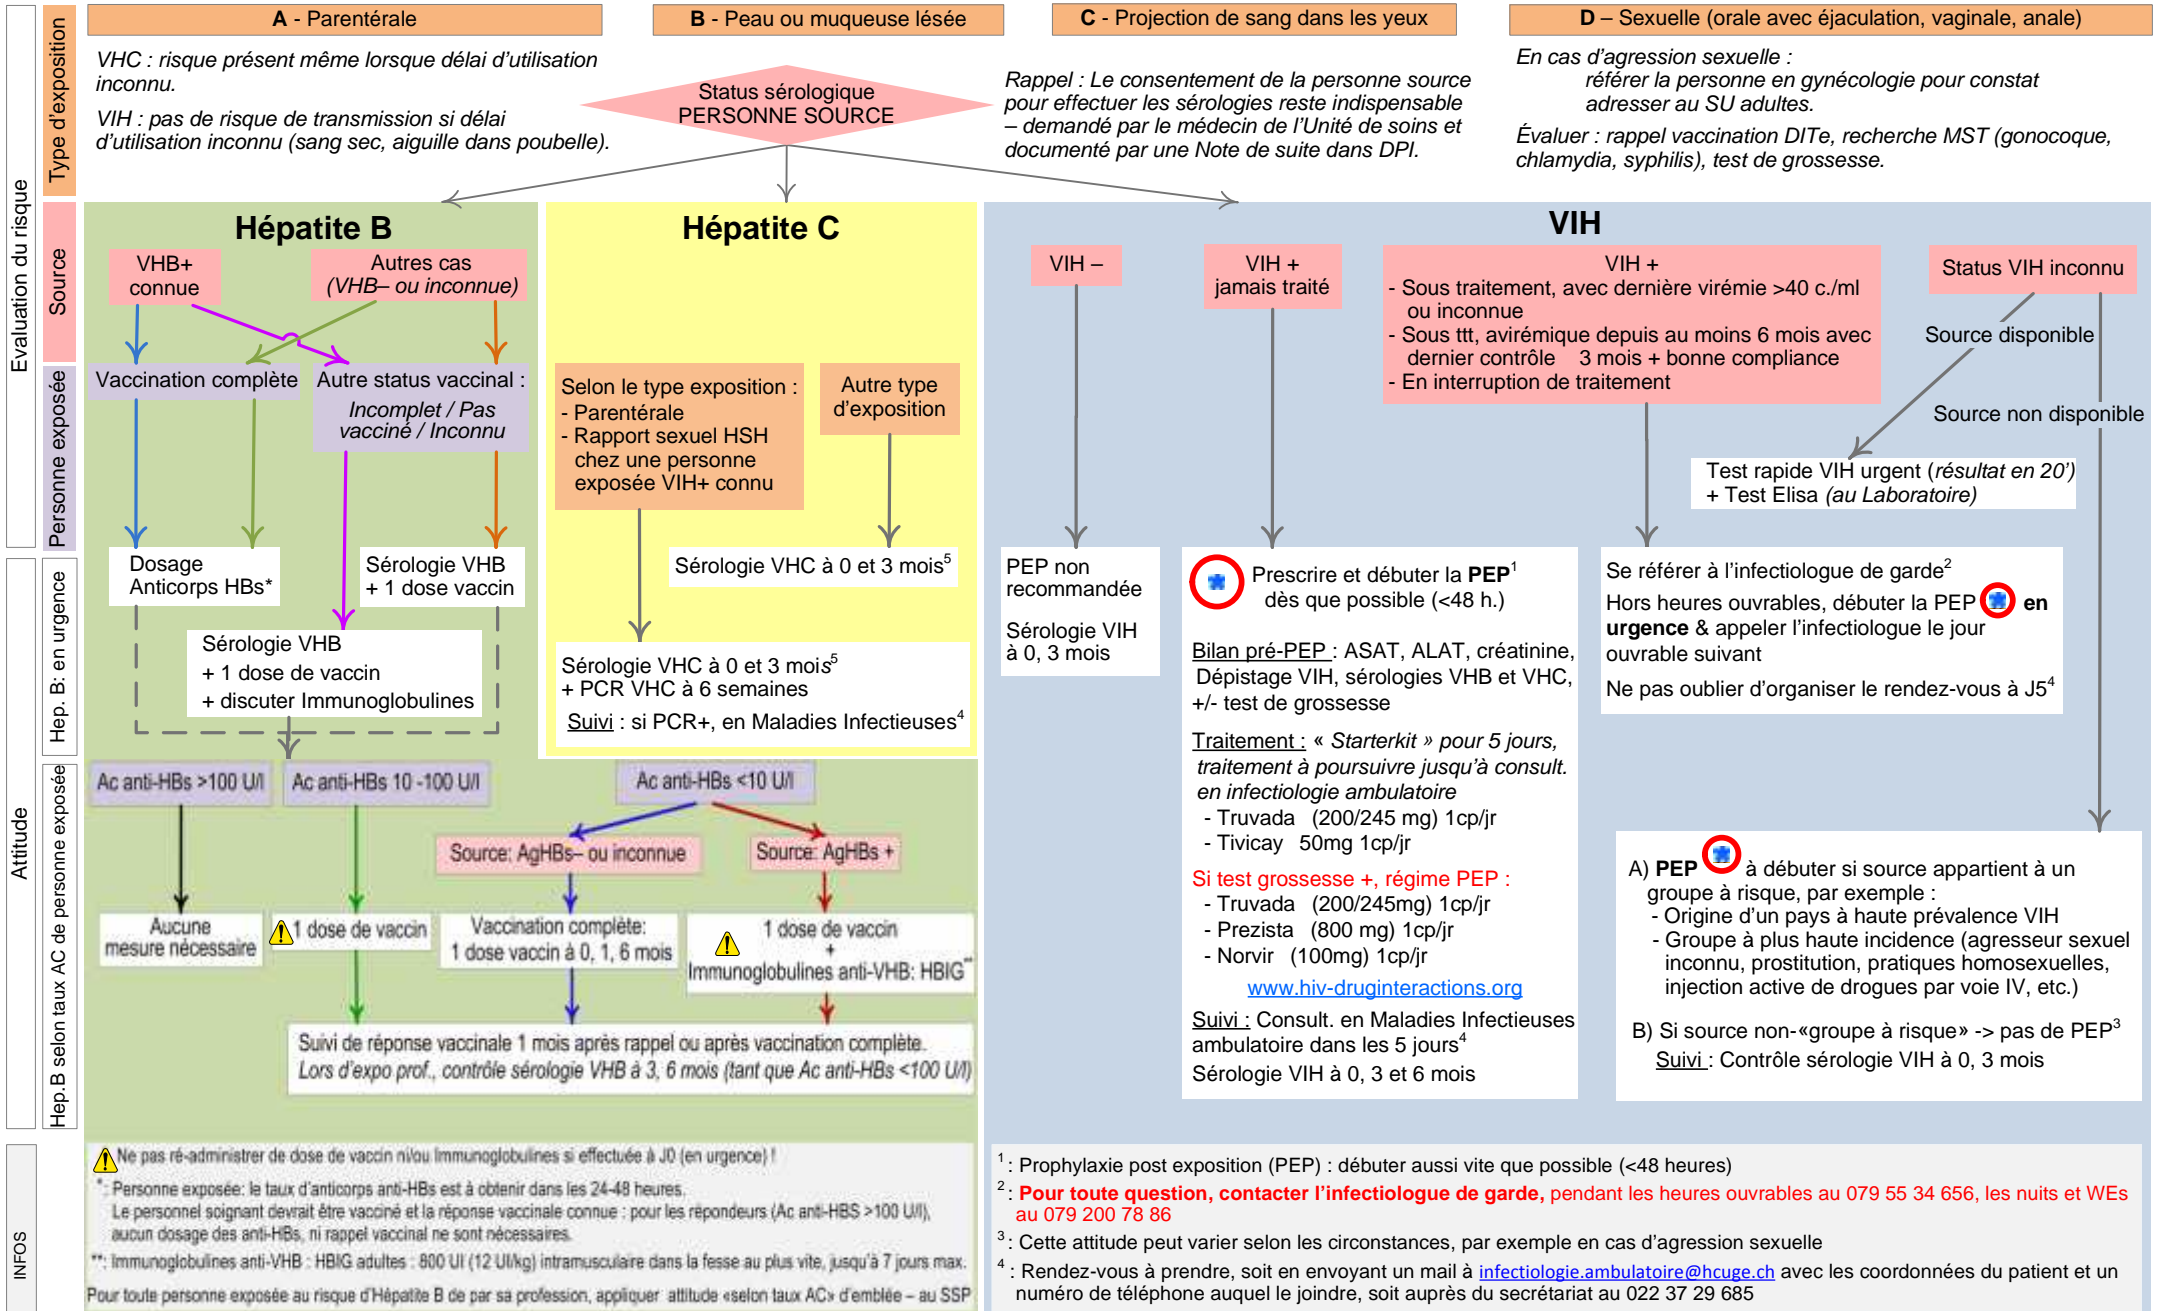 A - Parentérale
B - Peau ou muqueuse lésée
C - Projection de sang dans les yeux
D – Sexuelle (orale avec éjaculation, vaginale, anale)
Type d'exposition
VHC : risque présent même lorsque délai d'utilisation
inconnu.
VIH : pas de risque de transmission si délai
d'utilisation inconnu (sang sec, aiguille dans poubelle).
Status sérologique
PERSONNE SOURCE
Rappel : Le consentement de la personne source
pour effectuer les sérologies reste indispensable
– demandé par le médecin de l'Unité de soins et
documenté par une Note de suite dans DPI.
En cas d'agression sexuelle :
référer la personne en gynécologie pour constat
adresser au SU adultes.
Évaluer : rappel vaccination DITe, recherche MST (gonocoque,
chlamydia, syphilis), test de grossesse.
Evaluation du risque
Source
Personne exposée
Hépatite B
VHB+
connue
Autres cas
(VHB– ou inconnue)
Vaccination complète
Autre status vaccinal :
Incomplet / Pas
vacciné / Inconnu
Hépatite C
Selon le type exposition :
- Parentérale
- Rapport sexuel HSH
chez une personne
exposée VIH+ connu
Autre type
d'exposition
VIH
VIH –
VIH +
jamais traité
VIH +
- Sous traitement, avec dernière virémie >40 c./ml
ou inconnue
- Sous ttt, avirémique depuis au moins 6 mois avec
dernier contrôle 3 mois + bonne compliance
- En interruption de traitement
Status VIH inconnu
Source disponible
Source non disponible
Test rapide VIH urgent (résultat en 20')
+ Test Elisa (au Laboratoire)
Attitude
Hep. B: en urgence
Dosage
Anticorps HBs*
Sérologie VHB
+ 1 dose vaccin
Sérologie VHB
+ 1 dose de vaccin
+ discuter Immunoglobulines
Sérologie VHC à 0 et 3 mois5
Sérologie VHC à 0 et 3 mois5
+ PCR VHC à 6 semaines
Suivi : si PCR+, en Maladies Infectieuses4
PEP non
recommandée
Sérologie VIH
à 0, 3 mois
Prescrire et débuter la PEP1
dès que possible (<48 h.)
Bilan pré-PEP : ASAT, ALAT, créatinine,
Dépistage VIH, sérologies VHB et VHC,
+/- test de grossesse
Traitement : « Starterkit » pour 5 jours,
traitement à poursuivre jusqu'à consult.
en infectiologie ambulatoire
- Truvada (200/245 mg) 1cp/jr
- Tivicay 50mg 1cp/jr
Si test grossesse +, régime PEP :
- Truvada (200/245mg) 1cp/jr
- Prezista (800 mg) 1cp/jr
- Norvir (100mg) 1cp/jr
www.hiv-druginteractions.org
Suivi : Consult. en Maladies Infectieuses
ambulatoire dans les 5 jours4
Sérologie VIH à 0, 3 et 6 mois
Se référer à l'infectiologue de garde2
Hors heures ouvrables, débuter la PEP en
urgence & appeler l'infectiologue le jour
ouvrable suivant
Ne pas oublier d'organiser le rendez-vous à J54
A) PEP à débuter si source appartient à un
groupe à risque, par exemple :
- Origine d'un pays à haute prévalence VIH
- Groupe à plus haute incidence (agresseur sexuel
inconnu, prostitution, pratiques homosexuelles,
injection active de drogues par voie IV, etc.)
B) Si source non-«groupe à risque» -> pas de PEP3
Suivi : Contrôle sérologie VIH à 0, 3 mois
Hep.B selon taux AC de personne exposée
Ac anti-HBs >100 U/l
Ac anti-HBs 10 -100 U/l
Ac anti-HBs <10 U/l
Source: AgHBs– ou inconnue
Source: AgHBs +
Aucune
mesure nécessaire
1 dose de vaccin
Vaccination complète:
1 dose vaccin à 0, 1, 6 mois
1 dose de vaccin
+
Immunoglobulines anti-VHB: HBIG**
Suivi de réponse vaccinale 1 mois après rappel ou après vaccination complète.
Lors d'expo prof., contrôle sérologie VHB à 3, 6 mois (tant que Ac anti-HBs <100 U/l)
INFOS
Ne pas ré-administrer de dose de vaccin ni/ou Immunoglobulines si effectuée à J0 (en urgence) !
*: Personne exposée: le taux d'anticorps anti-HBs est à obtenir dans les 24-48 heures.
Le personnel soignant devrait être vacciné et la réponse vaccinale connue : pour les répondeurs (Ac anti-HBS >100 U/l),
aucun dosage des anti-HBs, ni rappel vaccinal ne sont nécessaires.
**: Immunoglobulines anti-VHB : HBIG adultes : 800 UI (12 UI/kg) intramusculaire dans la fesse au plus vite, jusqu'à 7 jours max.
Pour toute personne exposée au risque d'Hépatite B de par sa profession, appliquer attitude «selon taux AC» d'emblée – au SSP
1 : Prophylaxie post exposition (PEP) : débuter aussi vite que possible (<48 heures)
2 : Pour toute question, contacter l'infectiologue de garde, pendant les heures ouvrables au 079 55 34 656, les nuits et WEs
au 079 200 78 86
3 : Cette attitude peut varier selon les circonstances, par exemple en cas d'agression sexuelle
4 : Rendez-vous à prendre, soit en envoyant un mail à infectiologie.ambulatoire@hcuge.ch avec les coordonnées du patient et un
numéro de téléphone auquel le joindre, soit auprès du secrétariat au 022 37 29 685